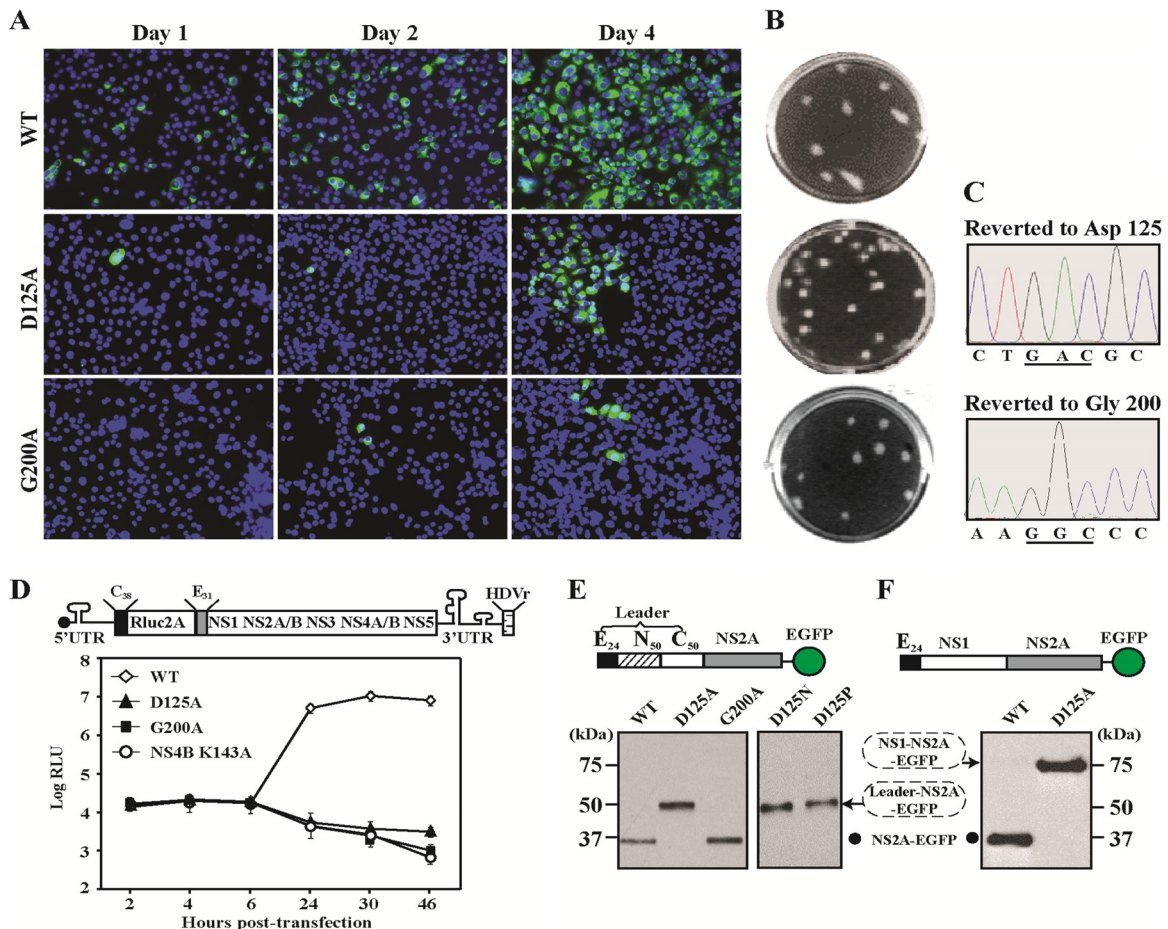 A
Day 1
Day 2
Day 4
WT
D125A
G200A
B
C
Reverted to Asp 125
C T G A C G C
Reverted to Gly 200
A A G G C C C
D
C38
E31
HDVr
Rluc2A
NS1 NS2A/B NS3 NS4A/B NS5
5'UTR
3'UTR
8
7
6
5
4
3
2
Log RLU
WT
D125A
G200A
NS4B K143A
2 4 6 24 30 46
Hours post-transfection
E
Leader
E24 N50 C50 NS2A EGFP
WT D125A G200A D125N D125P
(kDa)
75
50
37
NS1-NS2A
-EGFP
Leader-NS2A
-EGFP
NS2A-EGFP
F
E24 NS1 NS2A EGFP
WT D125A
(kDa)
75
50
37